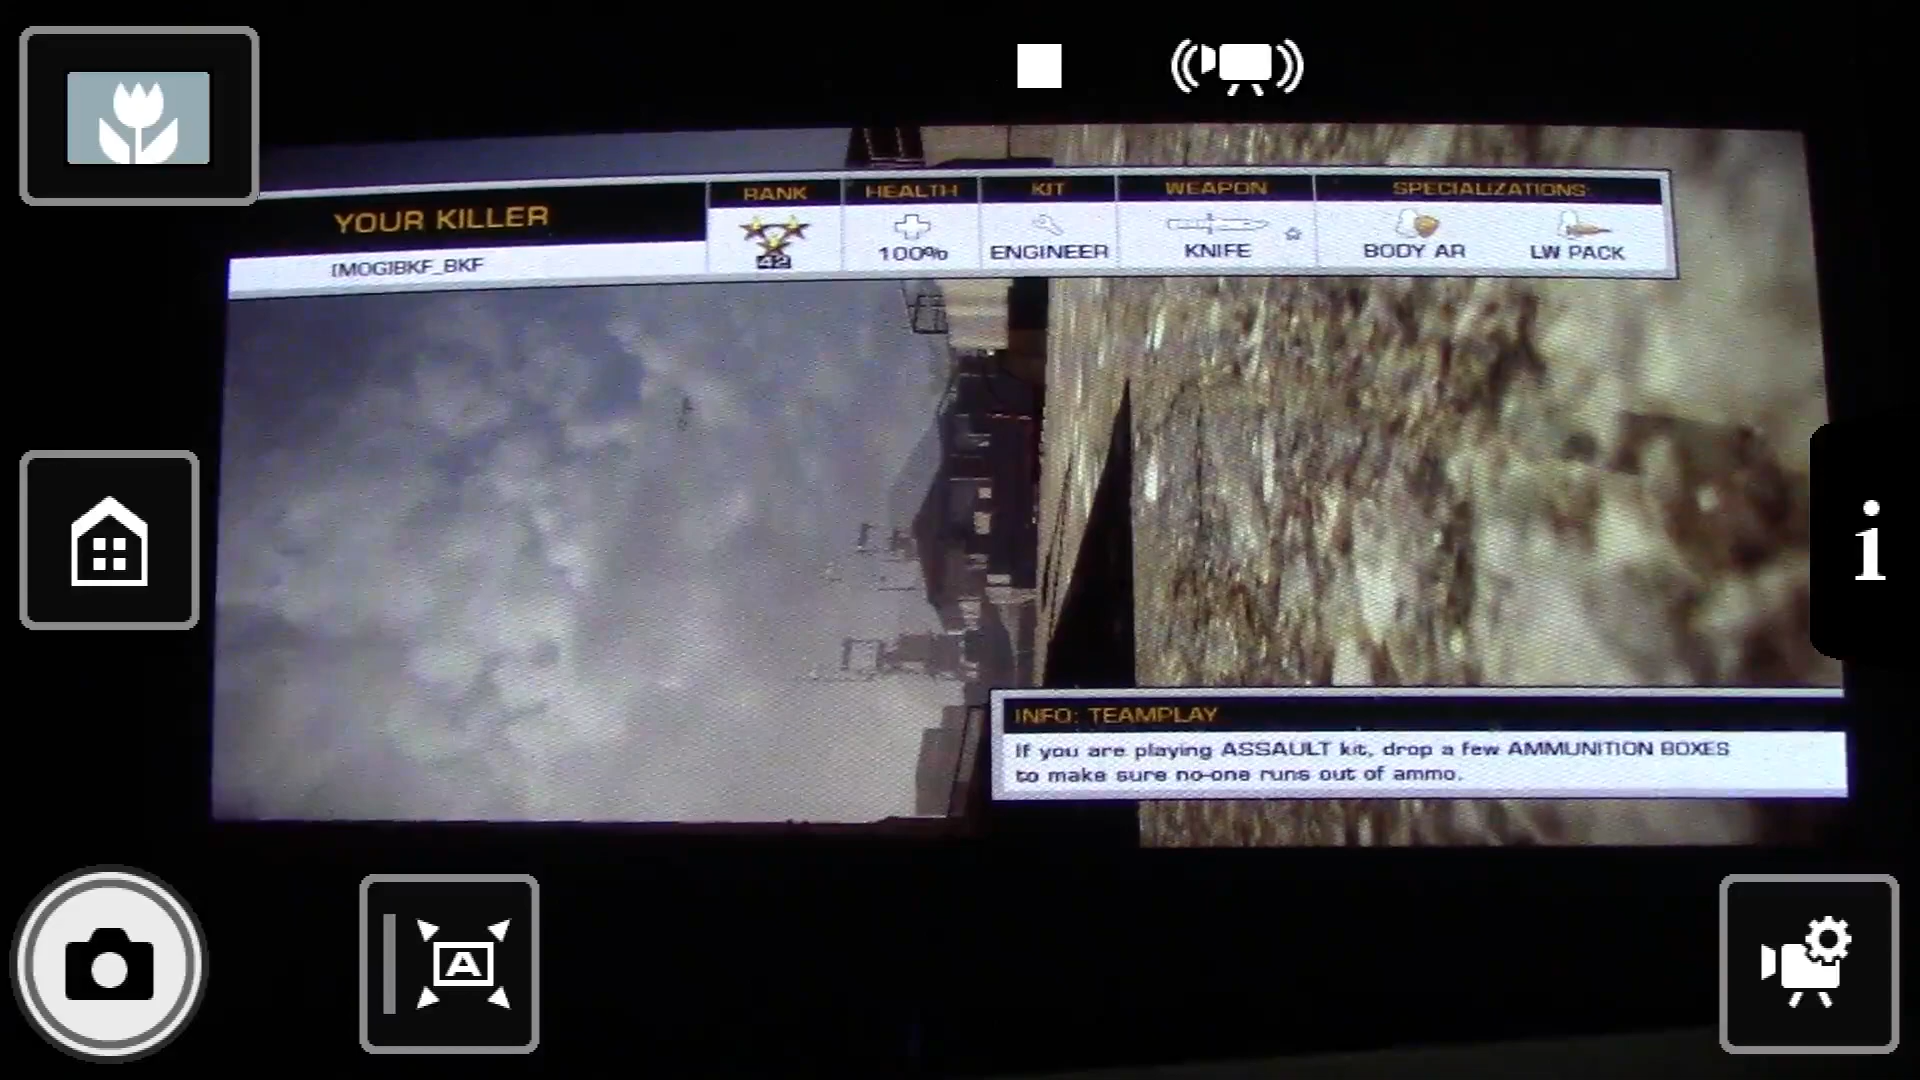 YOUR KILLER
[MOG]BKF_BKF
RANK
42
HEALTH
100%
KIT
ENGINEER
WEAPON
KNIFE
SPECIALIZATIONS:
BODY AR
LW PACK
i
INFO: TEAMPLAY
If you are playing ASSAULT kit, drop a few AMMUNITION BOXES
to make sure no-one runs out of ammo.
A